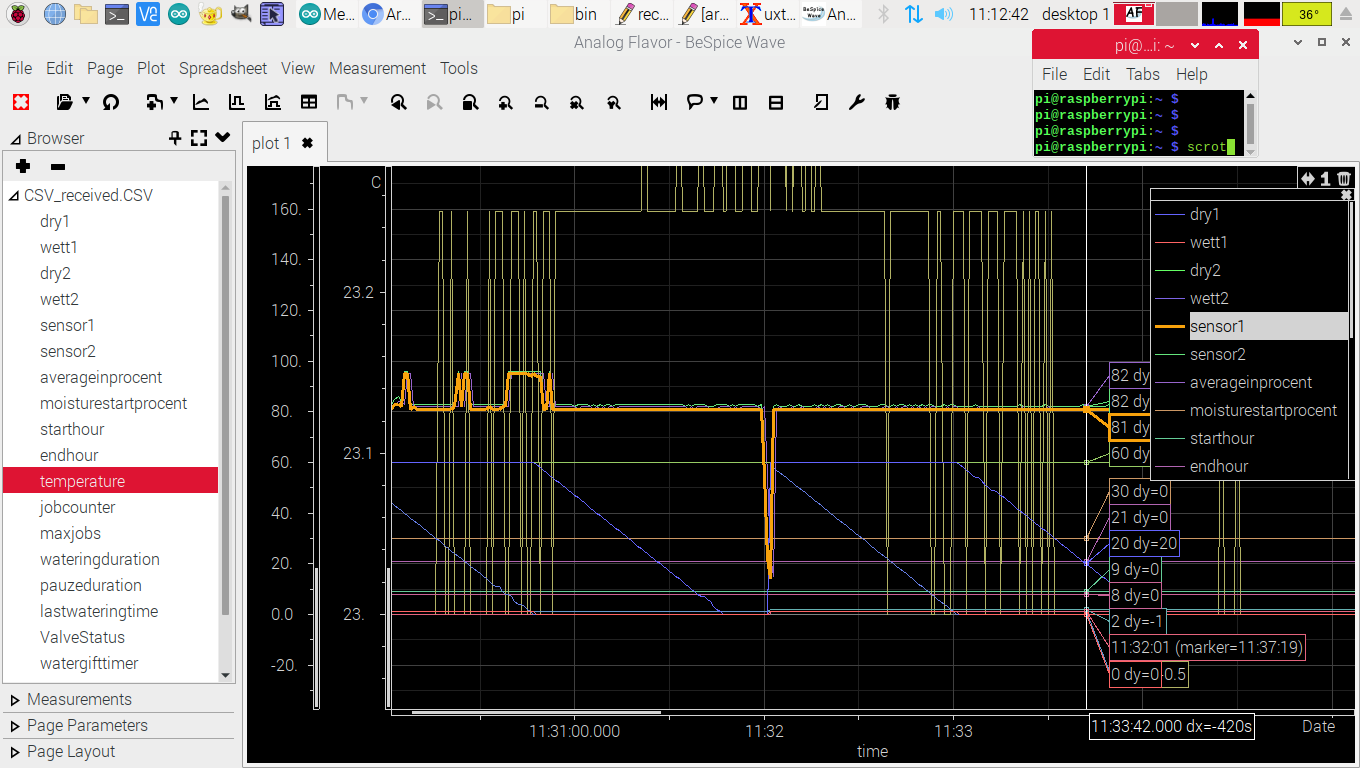 Me...
Ar...
pi...
pi
bin
rec...
[ar...
uxt...
BeSpice Wave
An...
11:12:42
desktop 1
AF
36°
Analog Flavor - BeSpice Wave
File Edit Page Plot Spreadsheet View Measurement Tools
pi@...i: ~
File Edit Tabs Help
pi@raspberrypi:~ $
pi@raspberrypi:~ $
pi@raspberrypi:~ $
pi@raspberrypi:~ $ scrot
Browser
CSV_received.CSV
dry1
wett1
dry2
wett2
sensor1
sensor2
averageinprocent
moisturestartprocent
starthour
endhour
temperature
jobcounter
maxjobs
wateringduration
pauzeduration
lastwateringtime
ValveStatus
watergifttimer
Measurements
Page Parameters
Page Layout
plot 1
160.
140.
120.
100.
80.
60.
40.
20.
0.0
-20.
C
23.2
23.1
23.
1
dry1
wett1
dry2
wett2
sensor1
sensor2
averageinprocent
moisturestartprocent
starthour
endhour
82 dy
82 dy
81 dy
60 dy
30 dy=0
21 dy=0
20 dy=20
9 dy=0
8 dy=0
2 dy=-1
11:32:01 (marker=11:37:19)
0 dy=0
-0.5
11:31:00.000
11:32
11:33
11:33:42.000 dx=-420s
Date
time